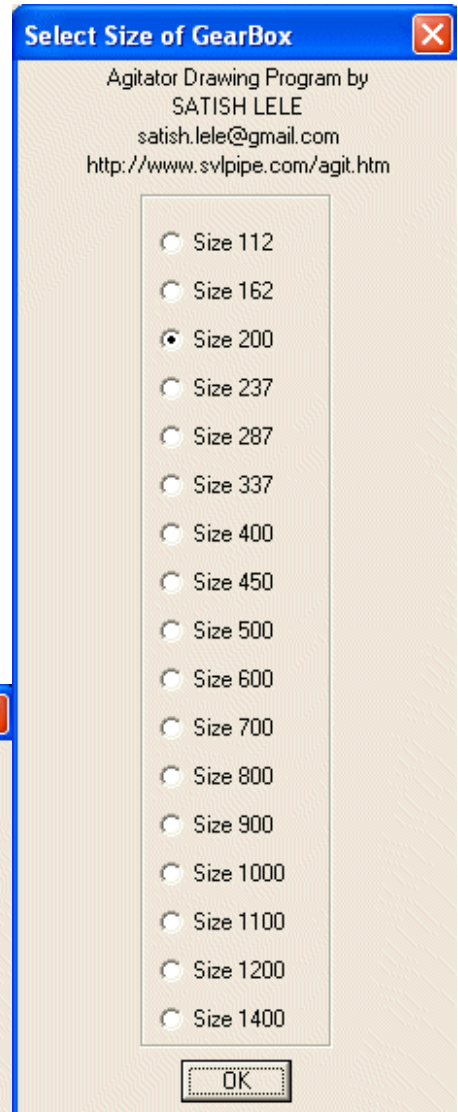 Select Size of GearBox
Agitator Drawing Program by
SATISH LELE
satish.lele@gmail.com
http://www.svlpipe.com/agit.htm
Size 112
Size 162
Size 200
Size 237
Size 287
Size 337
Size 400
Size 450
Size 500
Size 600
Size 700
Size 800
Size 900
Size 1000
Size 1100
Size 1200
Size 1400
OK